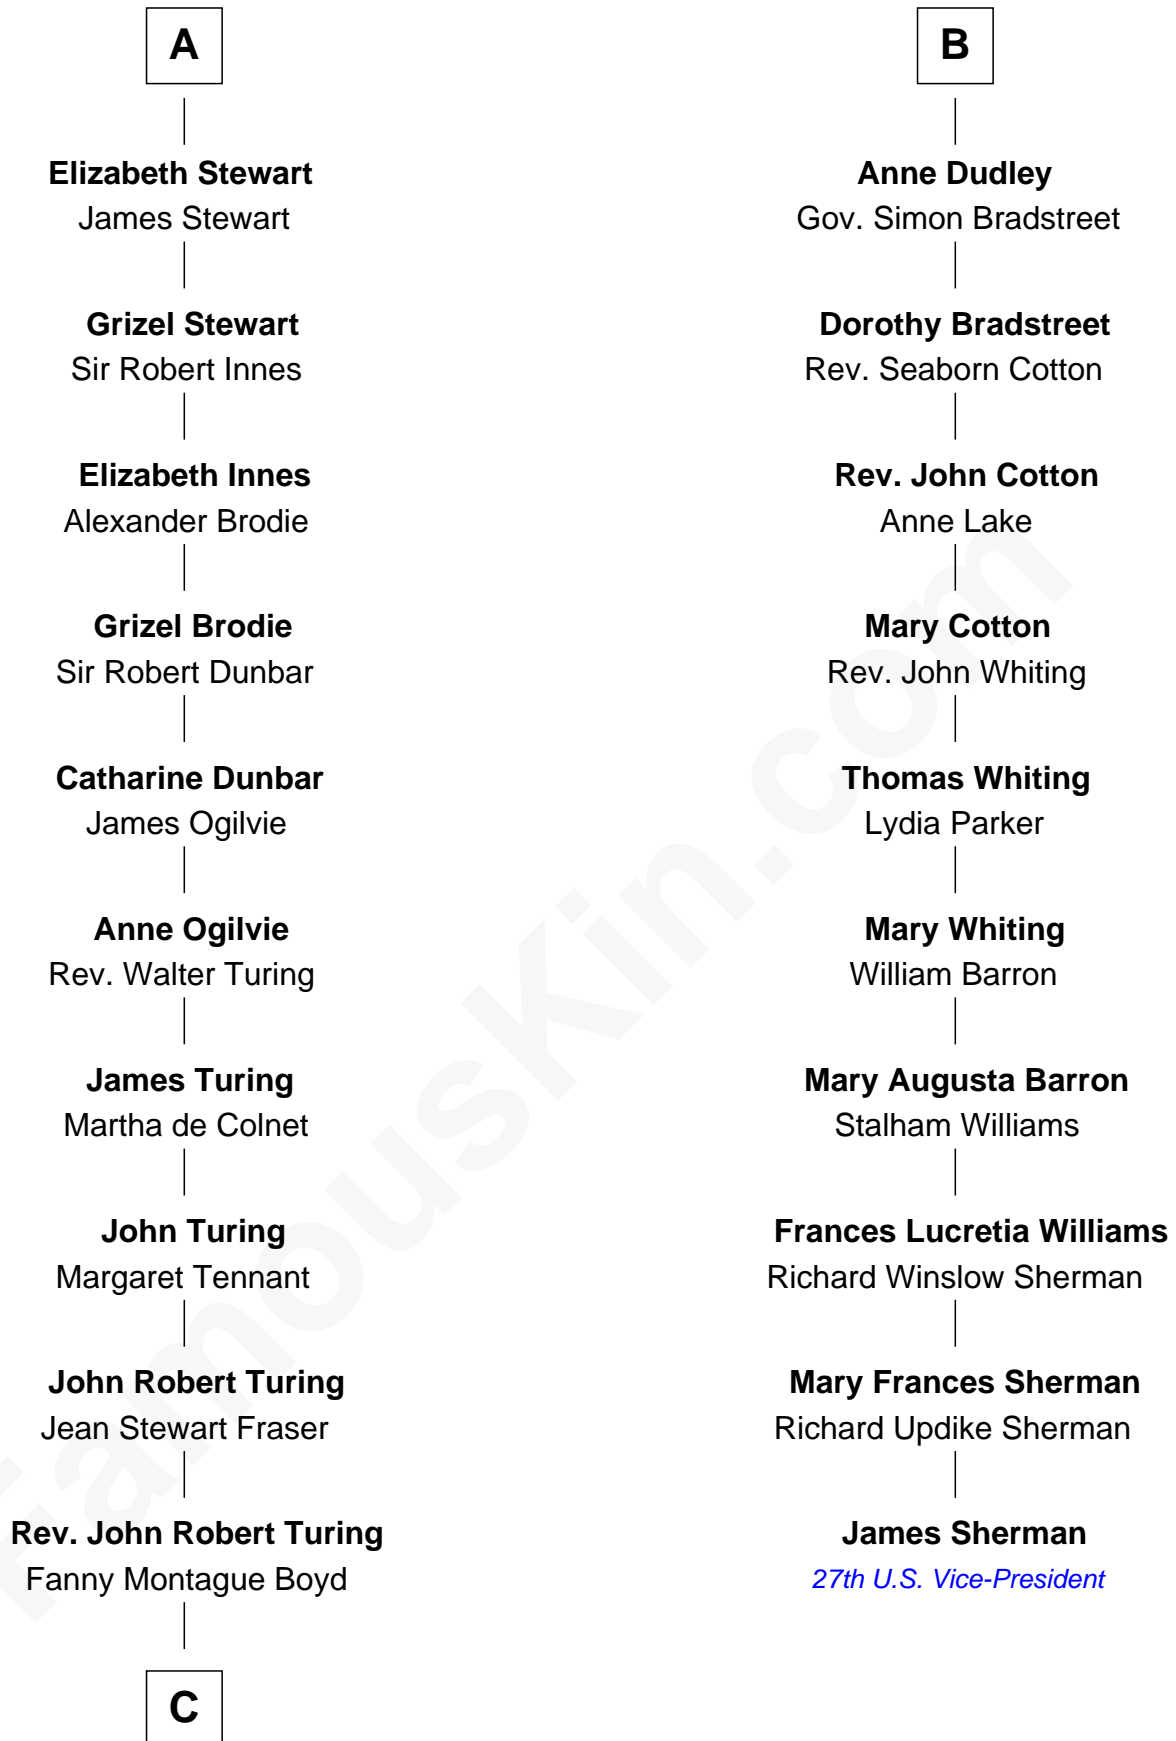 A
Elizabeth Stewart
James Stewart
Grizel Stewart
Sir Robert Innes
Elizabeth Innes
Alexander Brodie
Grizel Brodie
Sir Robert Dunbar
Catharine Dunbar
James Ogilvie
Anne Ogilvie
Rev. Walter Turing
James Turing
Martha de Colnet
John Turing
Margaret Tennant
John Robert Turing
Jean Stewart Fraser
Rev. John Robert Turing
Fanny Montague Boyd
C
B
Anne Dudley
Gov. Simon Bradstreet
Dorothy Bradstreet
Rev. Seaborn Cotton
Rev. John Cotton
Anne Lake
Mary Cotton
Rev. John Whiting
Thomas Whiting
Lydia Parker
Mary Whiting
William Barron
Mary Augusta Barron
Stalham Williams
Frances Lucretia Williams
Richard Winslow Sherman
Mary Frances Sherman
Richard Updike Sherman
James Sherman
27th U.S. Vice-President
FamousKin.com